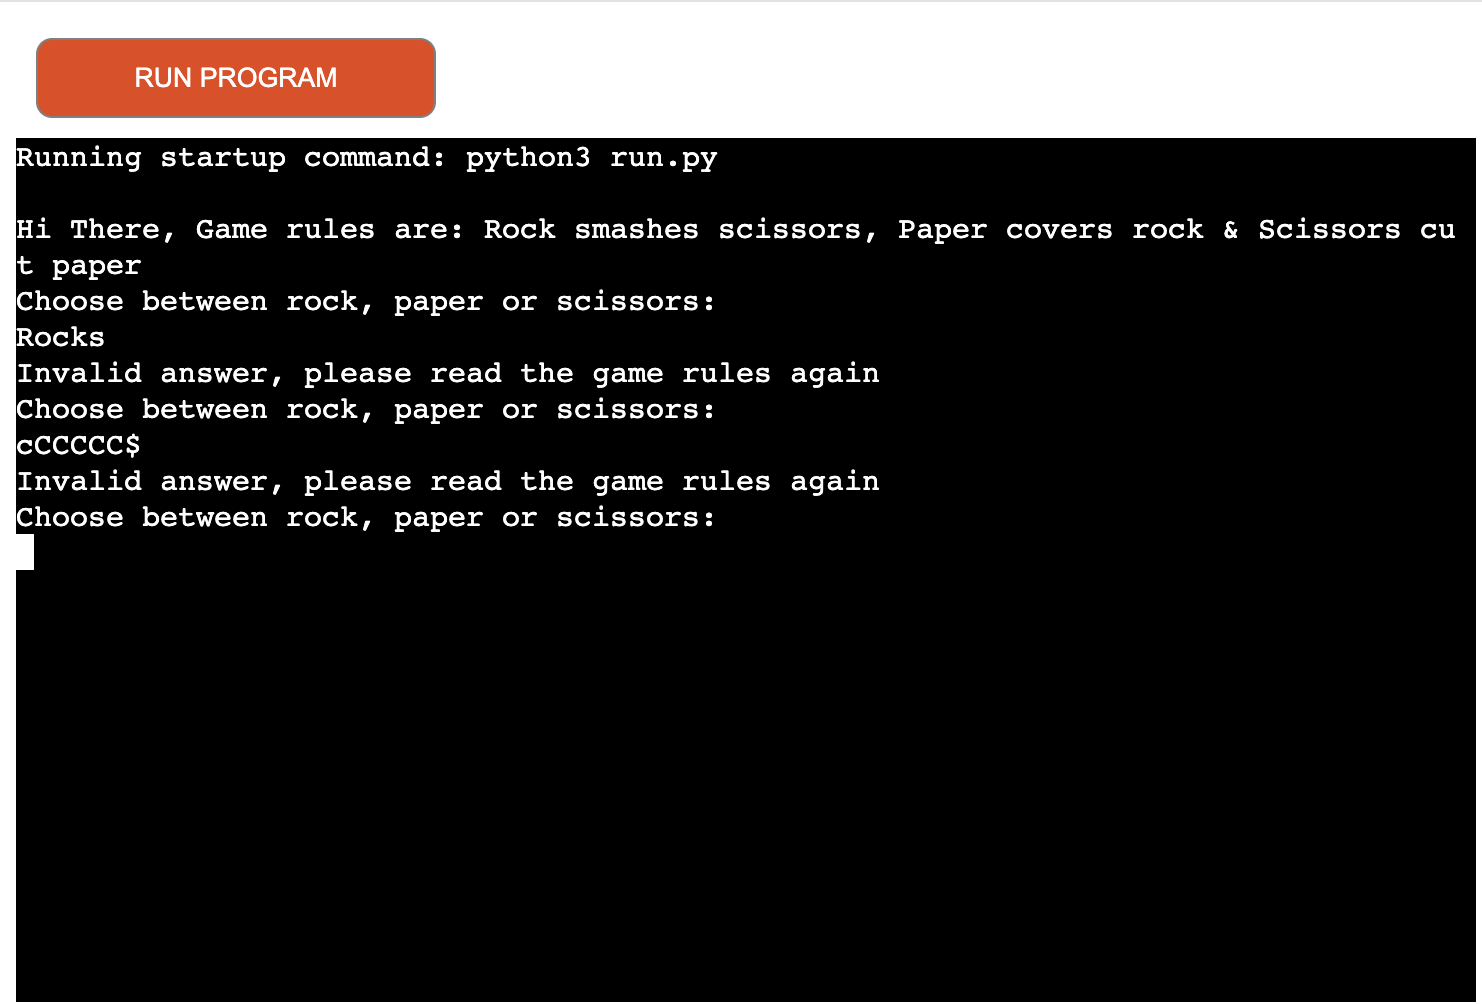 RUN PROGRAM
Running startup command: python3 run.py
Hi There, Game rules are: Rock smashes scissors, Paper covers rock & Scissors cu
t paper
Choose between rock, paper or scissors:
Rocks
Invalid answer, please read the game rules again
Choose between rock, paper or scissors:
cCCCCC$
Invalid answer, please read the game rules again
Choose between rock, paper or scissors: